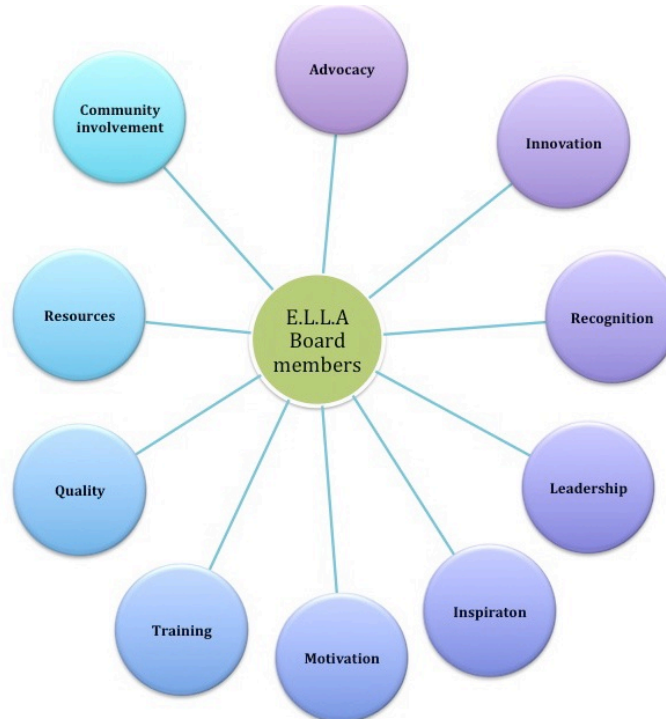 Advocacy
Community
involvement
Innovation
Resources
E.L.L.A
Board
members
Recognition
Quality
Leadership
Training
Motivation
Inspiraton